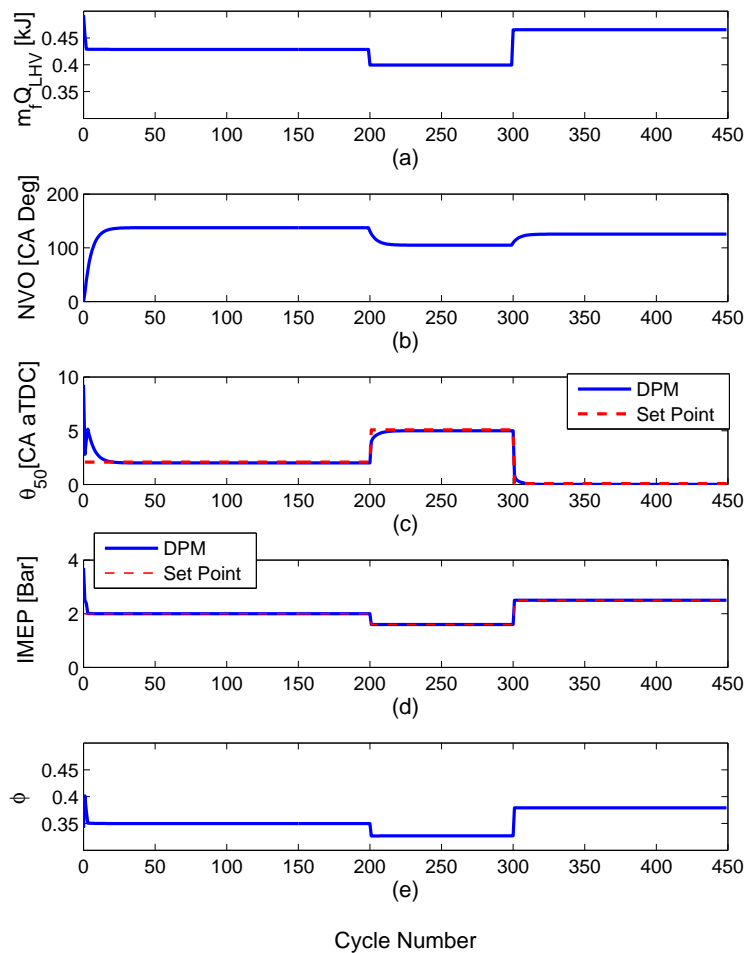 m_f Q_LHV [kJ]
0.45
0.4
0.35
0 50 100 150 200 250 300 350 400 450
(a)
NVO [CA Deg]
200
100
0
0 50 100 150 200 250 300 350 400 450
(b)
θ_50 [CA aTDC]
10
5
0
DPM
Set Point
0 50 100 150 200 250 300 350 400 450
(c)
IMEP [Bar]
4
2
0
DPM
Set Point
0 50 100 150 200 250 300 350 400 450
(d)
ϕ
0.45
0.4
0.35
0 50 100 150 200 250 300 350 400 450
(e)
Cycle Number